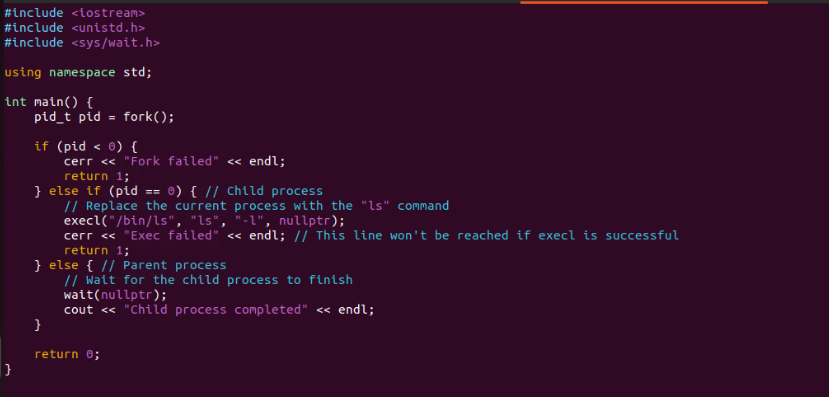 #include <iostream>
#include <unistd.h>
#include <sys/wait.h>

using namespace std;

int main() {
    pid_t pid = fork();

    if (pid < 0) {
        cerr << "Fork failed" << endl;
        return 1;
    } else if (pid == 0) { // Child process
        // Replace the current process with the "ls" command
        execl("/bin/ls", "ls", "-l", nullptr);
        cerr << "Exec failed" << endl; // This line won't be reached if execl is successful
        return 1;
    } else { // Parent process
        // Wait for the child process to finish
        wait(nullptr);
        cout << "Child process completed" << endl;
    }

    return 0;
}